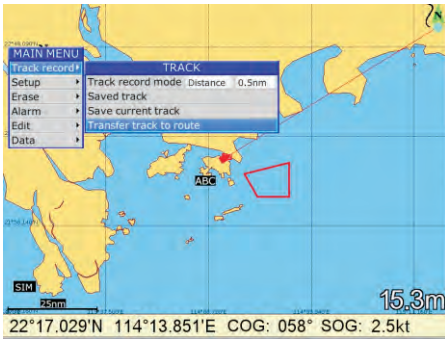 N
MAIN MENU
Track record
Setup
Erase
Alarm
Edit
Data
TRACK
Track record mode Distance 0.5nm
Saved track
Save current track
Transfer track to route
ABC
SIM
25nm
15.3m
22°17.029'N 114°13.851'E COG: 058° SOG: 2.5kt